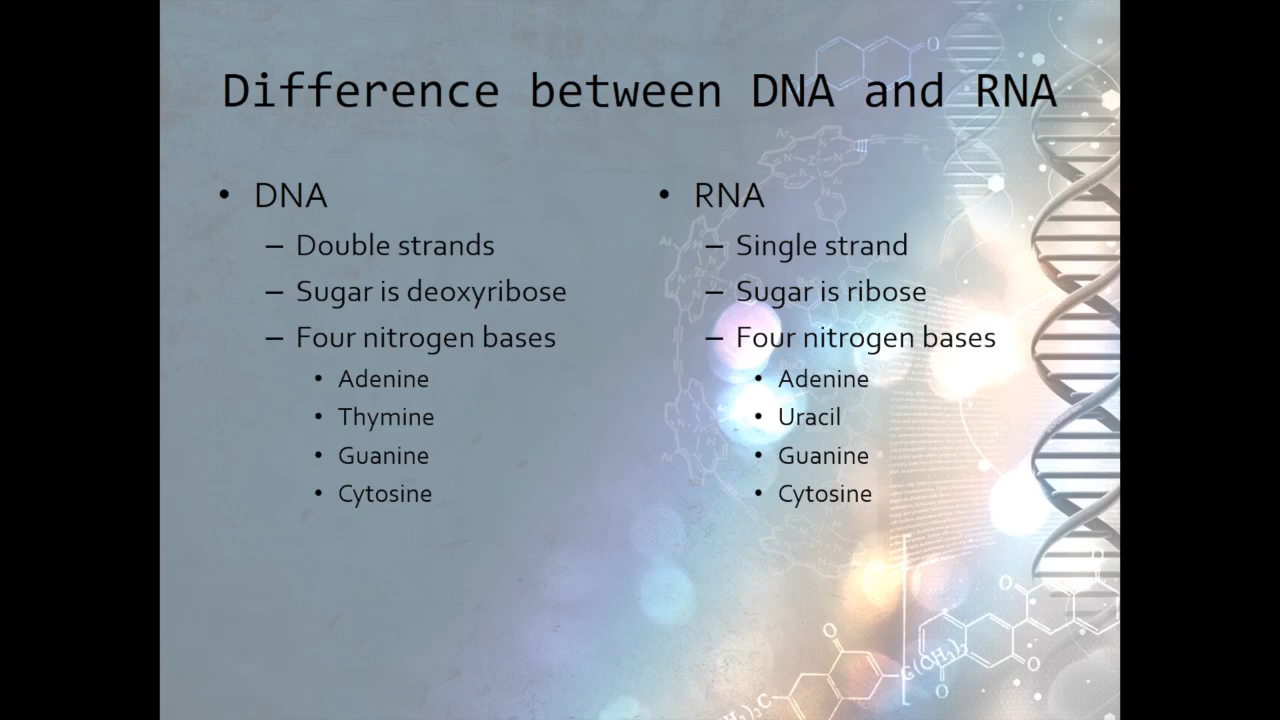 Difference between DNA and RNA
• DNA
– Double strands
– Sugar is deoxyribose
– Four nitrogen bases
• Adenine
• Thymine
• Guanine
• Cytosine
• RNA
– Single strand
– Sugar is ribose
– Four nitrogen bases
• Adenine
• Uracil
• Guanine
• Cytosine